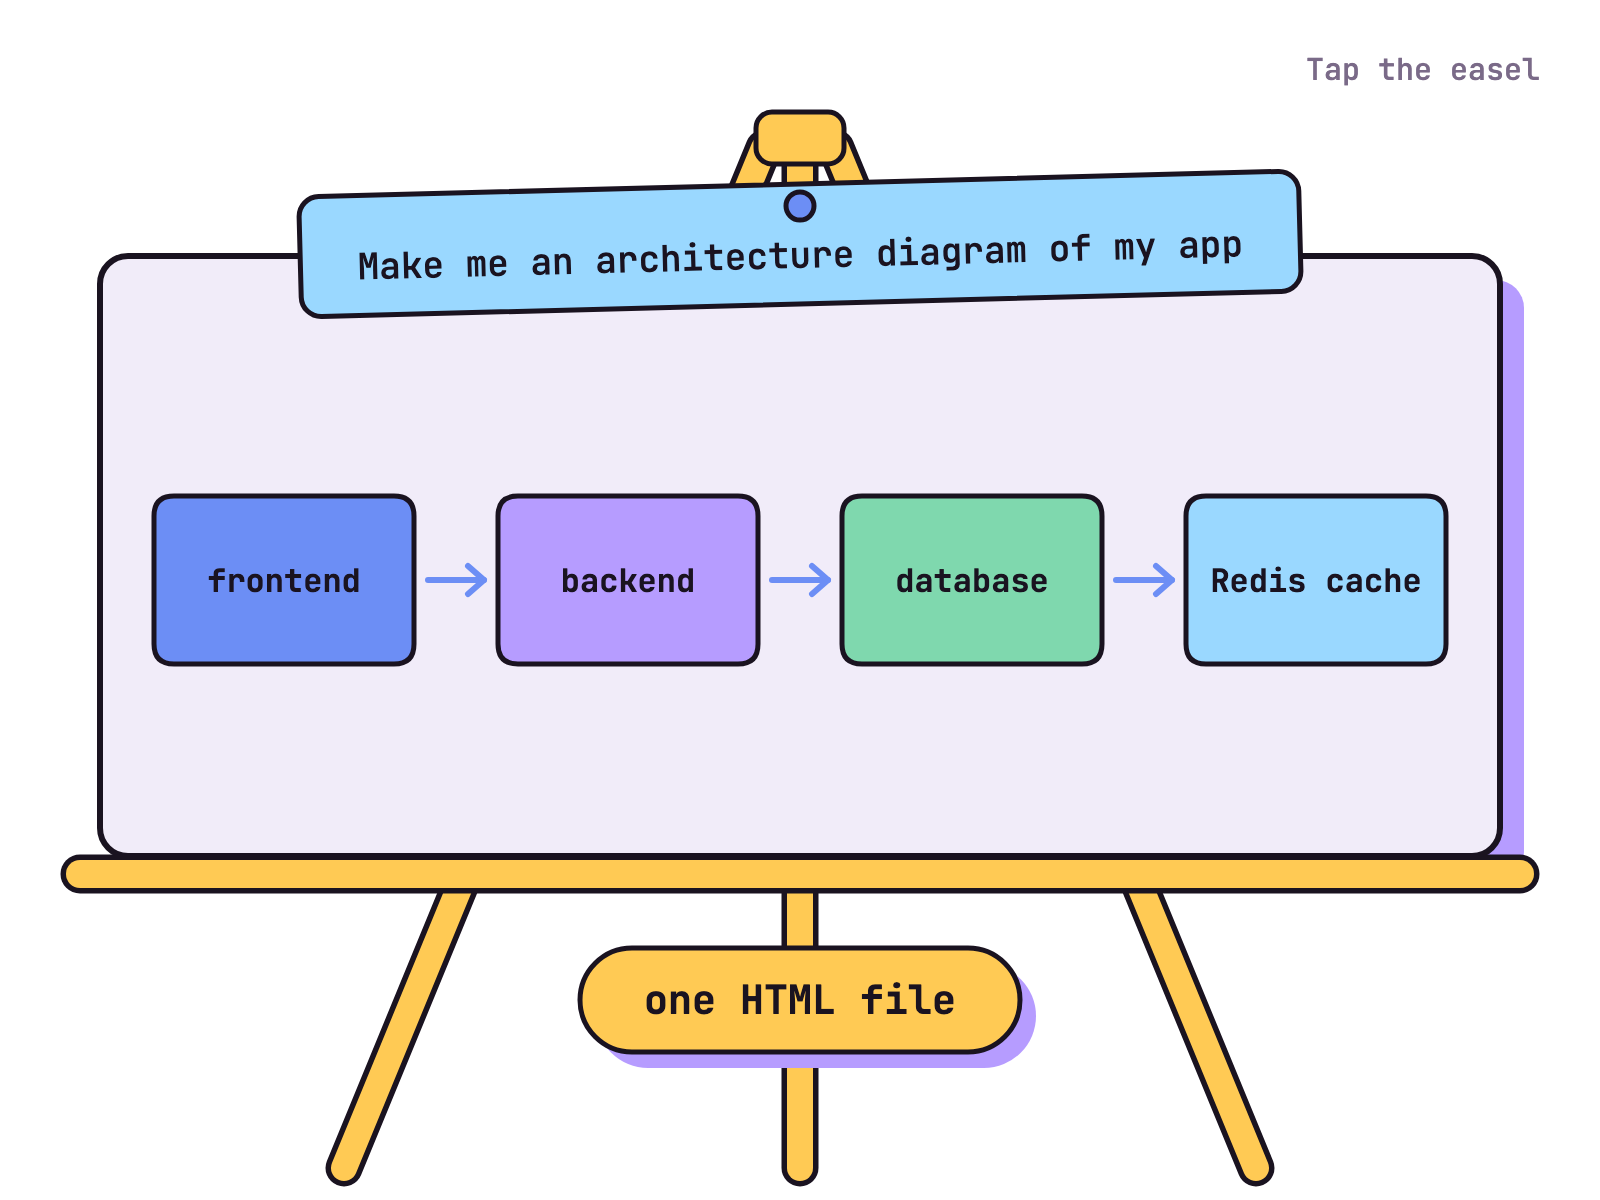 Tap the easel
Make me an architecture diagram of my app
frontend
backend
database
Redis cache
one HTML file